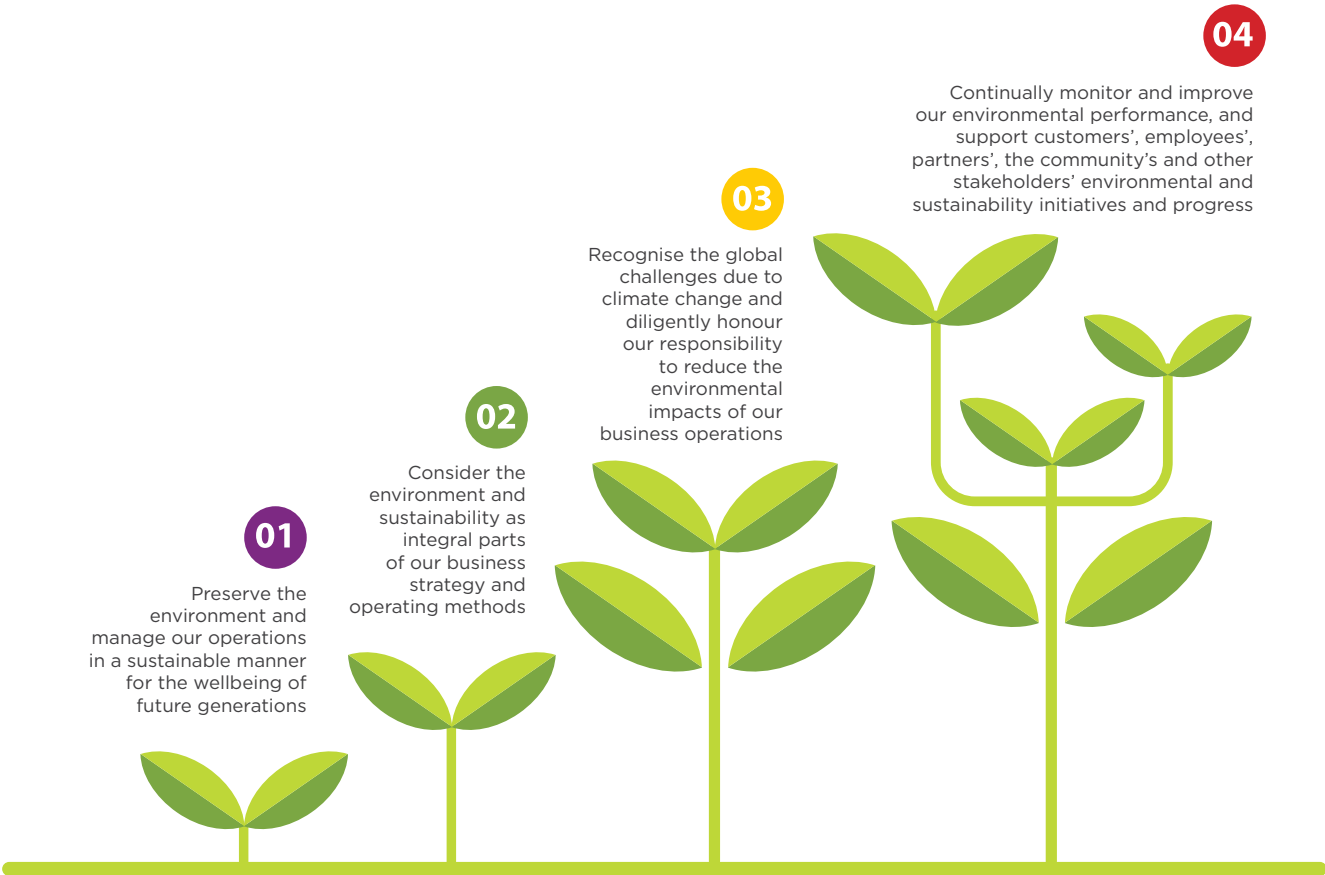 01
Preserve the
environment and
manage our operations
in a sustainable manner
for the wellbeing of
future generations
02
Consider the
environment and
sustainability as
integral parts
of our business
strategy and
operating methods
03
Recognise the global
challenges due to
climate change and
diligently honour
our responsibility
to reduce the
environmental
impacts of our
business operations
04
Continually monitor and improve
our environmental performance, and
support customers’, employees’,
partners’, the community’s and other
stakeholders’ environmental and
sustainability initiatives and progress